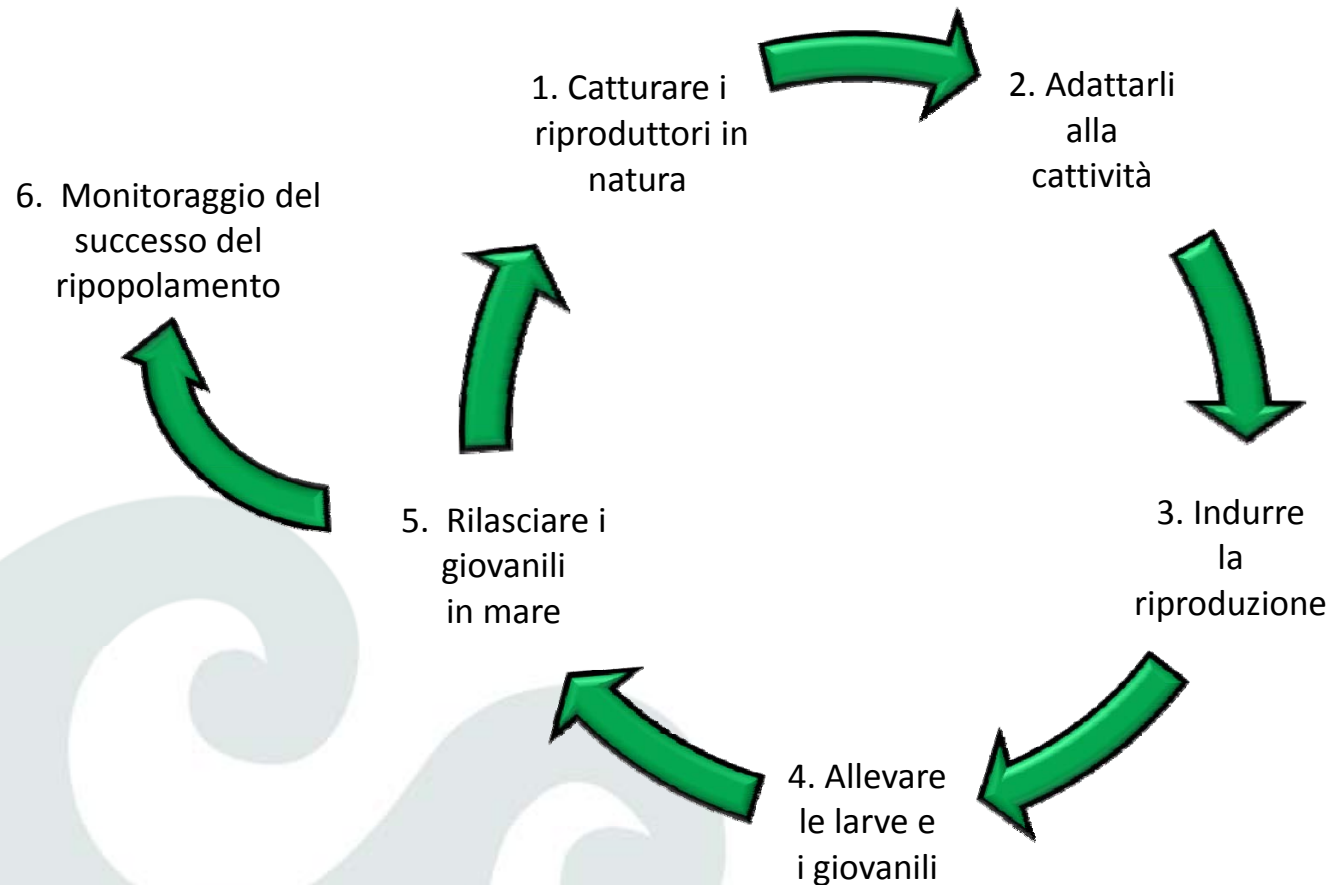 1. Catturare i
riproduttori in
natura
2. Adattarli
alla
cattività
3. Indurre
la
riproduzione
4. Allevare
le larve e
i giovanili
5. Rilasciare i
giovanili
in mare
6. Monitoraggio del
successo del
ripopolamento